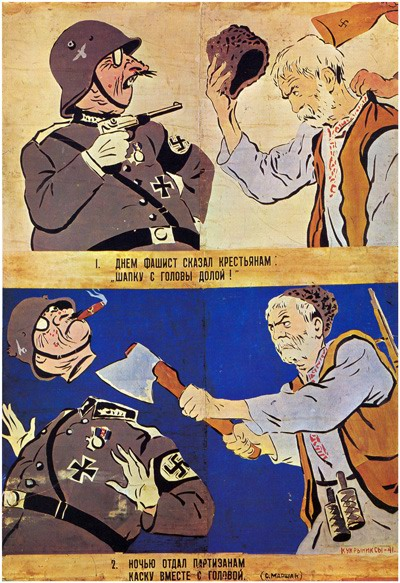 1. ДНЕМ ФАШИСТ СКАЗАЛ КРЕСТЬЯНАМ:
„ШАПКУ С ГОЛОВЫ ДОЛОЙ!"
КУКРЫНИКСЫ-41.
2. НОЧЬЮ ОТДАЛ ПАРТИЗАНАМ
КАСКУ ВМЕСТЕ С ГОЛОВОЙ. (С. МАРШАК)